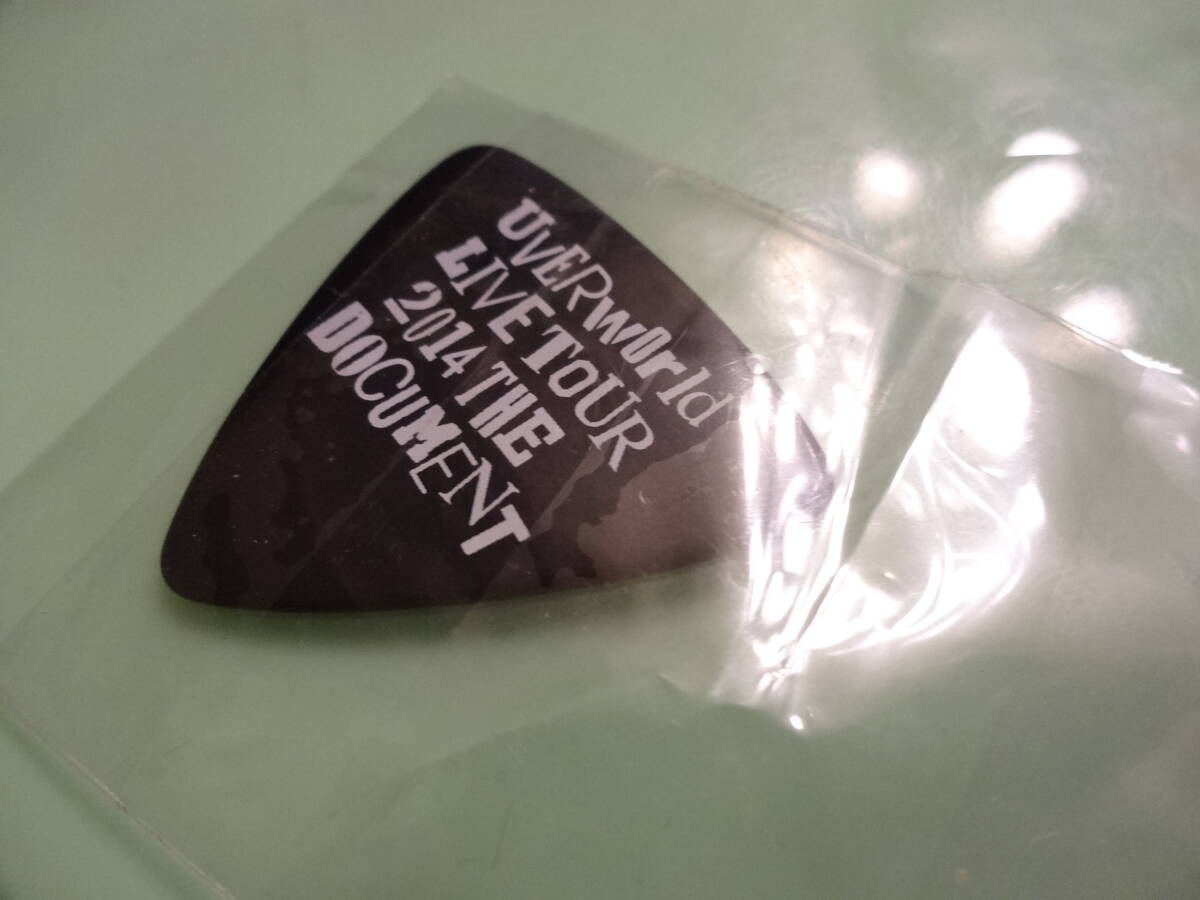 UVERworld
LIVE TOUR
2014 THE
DOCUMENT